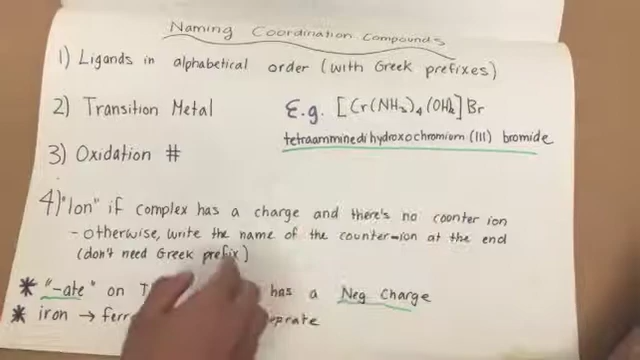 Naming Coordination Compounds
1) Ligands in alphabetical order (with Greek prefixes)
2) Transition Metal
E.g. [Cr(NH3)4(OH)2]Br
tetraamminedihydroxochromium (III) bromide
3) Oxidation #
4) "Ion" if complex has a charge and there's no counter ion
- otherwise, write the name of the counter-ion at the end
(don't need Greek prefix)
* "-ate" on has a Neg Charge
* iron →